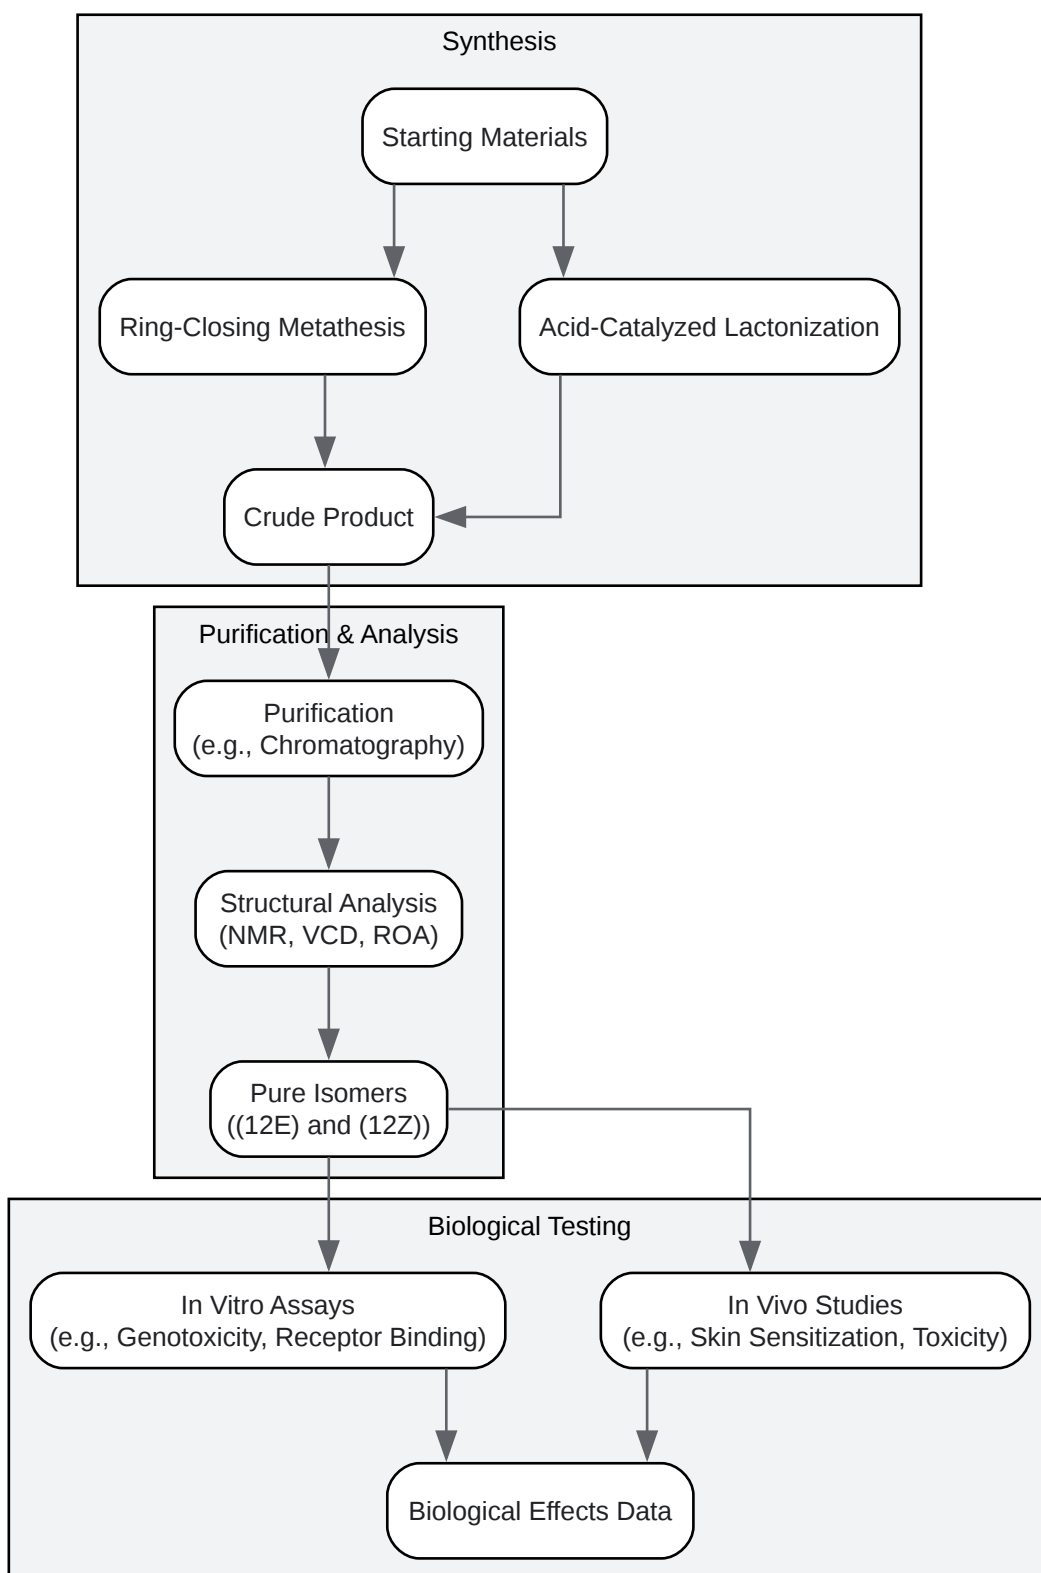 Synthesis
Starting Materials
Ring-Closing Metathesis
Acid-Catalyzed Lactonization
Crude Product
Purification & Analysis
Purification
(e.g., Chromatography)
Structural Analysis
(NMR, VCD, ROA)
Pure Isomers
((12E) and (12Z))
Biological Testing
In Vitro Assays
(e.g., Genotoxicity, Receptor Binding)
In Vivo Studies
(e.g., Skin Sensitization, Toxicity)
Biological Effects Data